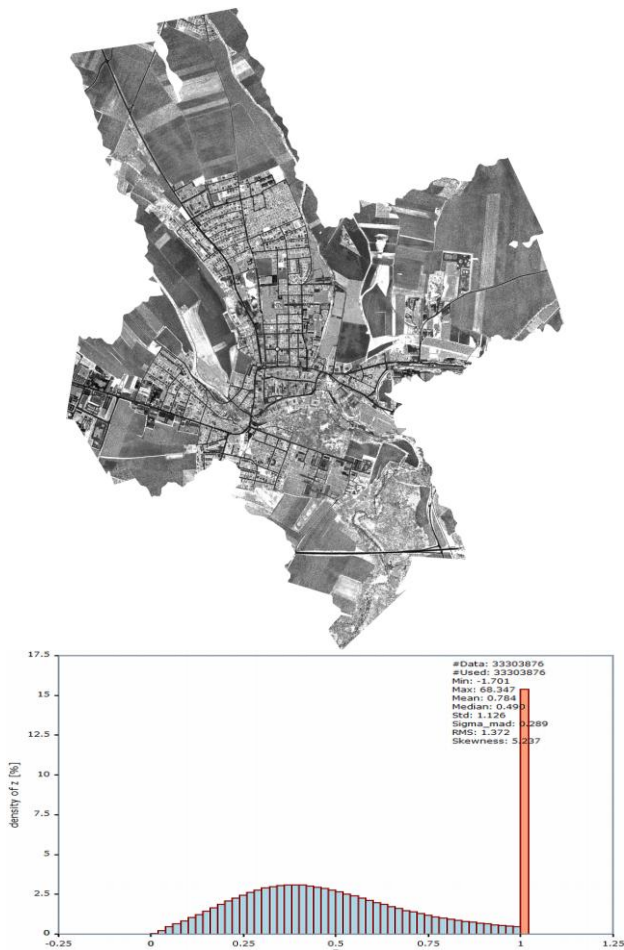 17.5
15
12.5
10
7.5
5
2.5
0
density of z [%]
#Data: 33303876
#Used: 33303876
Min: -1.701
Max: 68.347
Mean: 0.784
Median: 0.490
Std: 1.126
Sigma_mad: 0.289
RMS: 1.372
Skewness: 5.237
-0.25 0 0.25 0.5 0.75 1 1.25